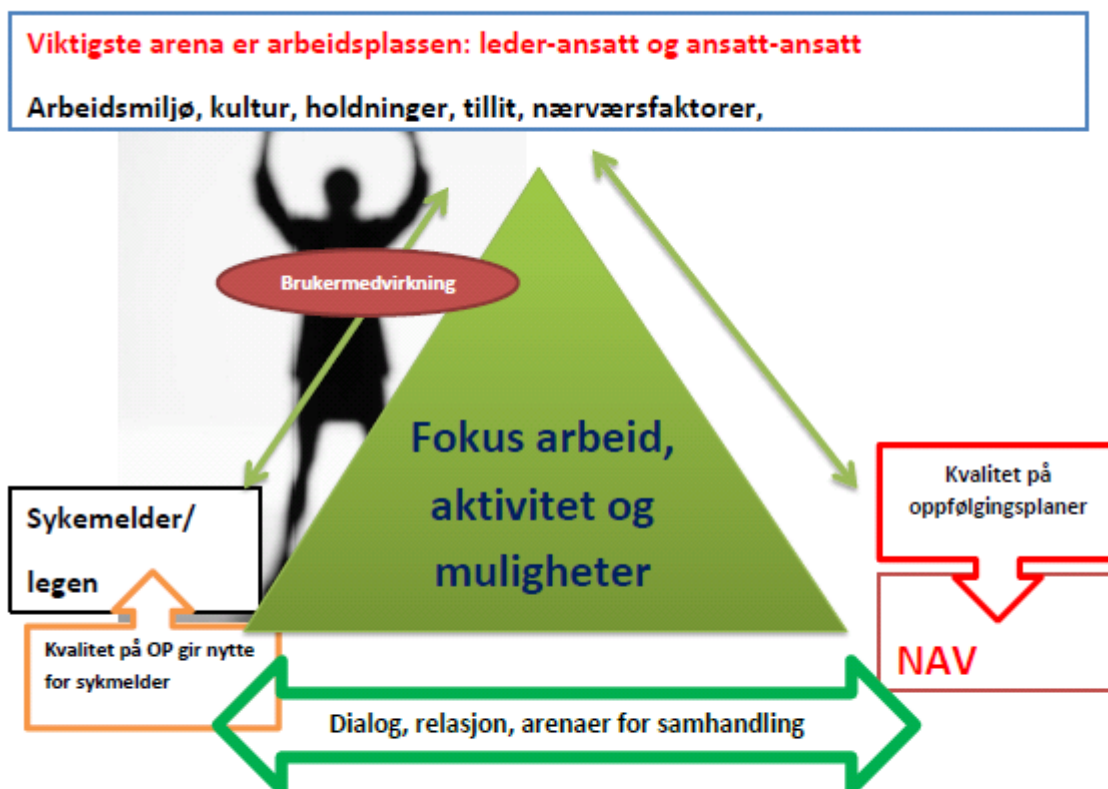 Viktigste arena er arbeidsplassen: leder-ansatt og ansatt-ansatt
Arbeidsmiljø, kultur, holdninger, tillit, nærværsfaktorer,
Brukermedvirkning
Fokus arbeid,
aktivitet og
muligheter
Sykemelder/
legen
Kvalitet på OP gir nytte
for sykmelder
Kvalitet på
oppfølgingsplaner
NAV
Dialog, relasjon, arenaer for samhandling